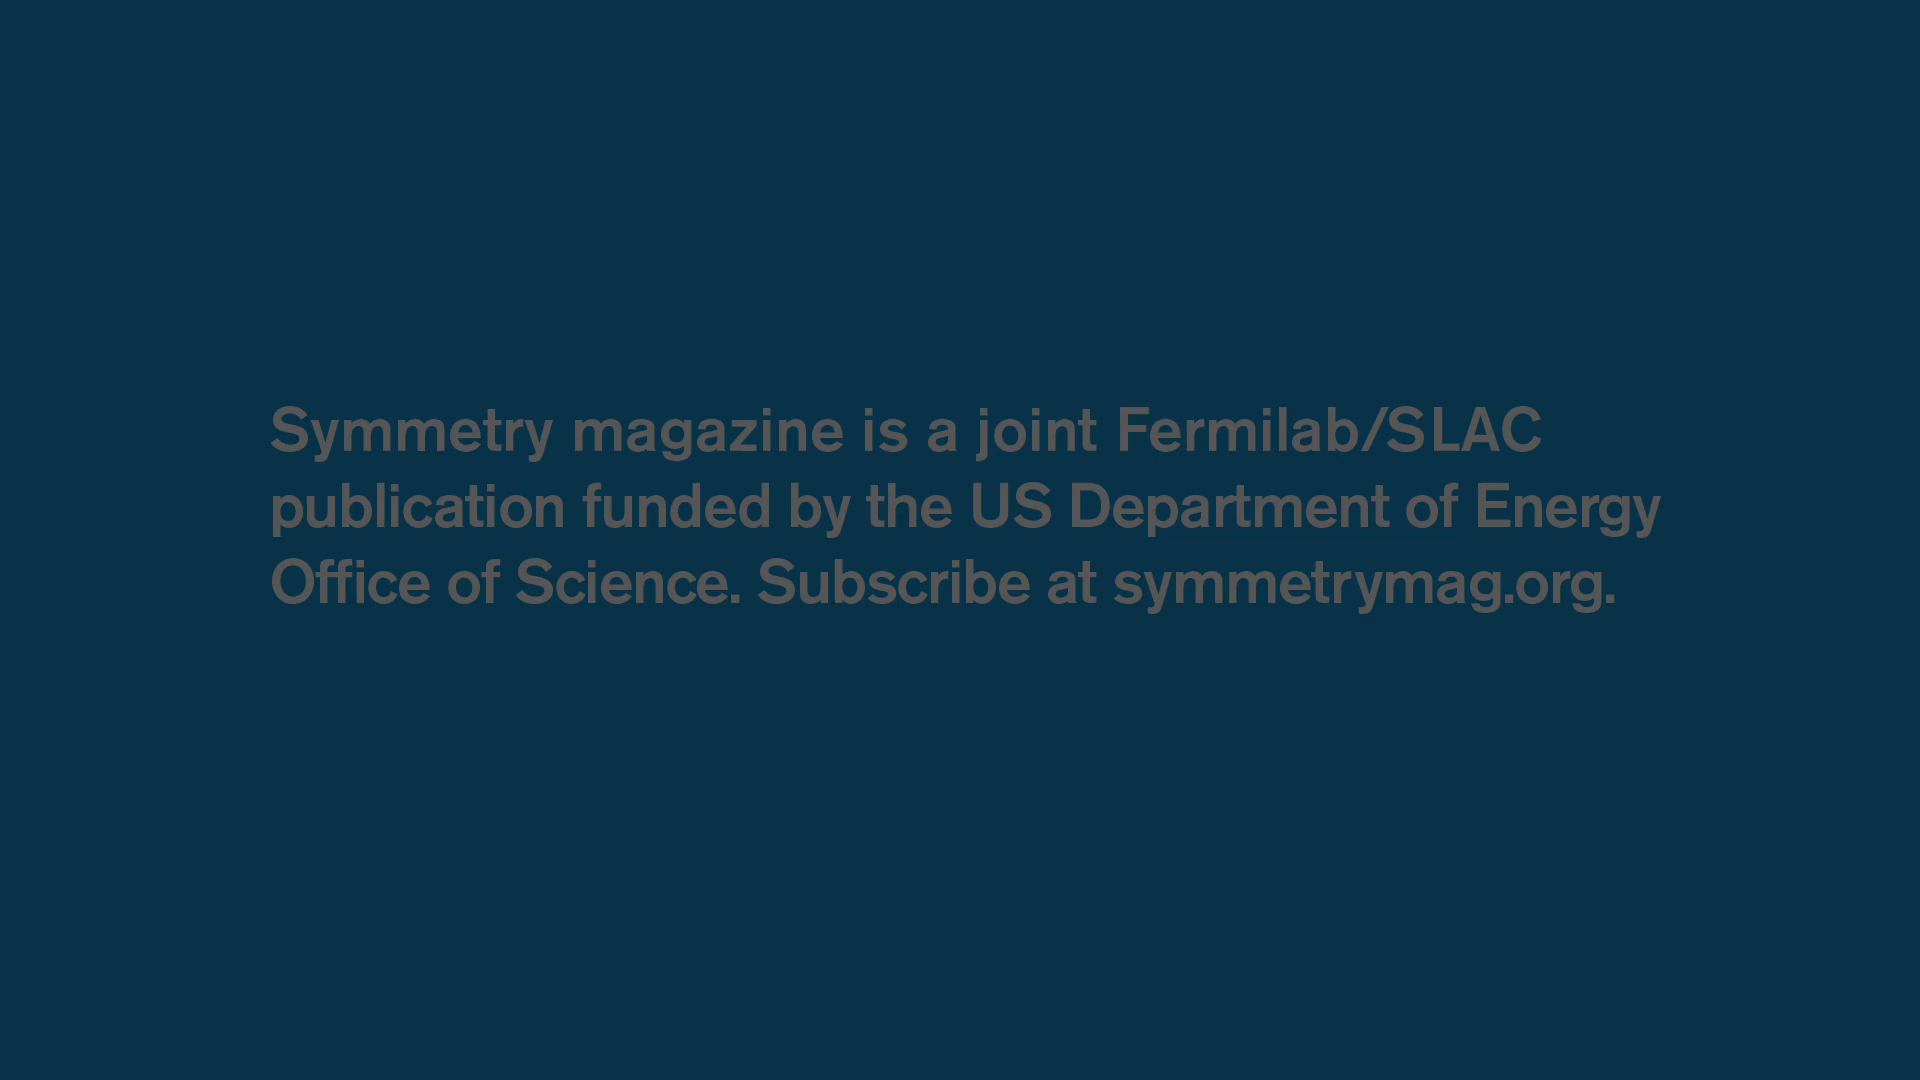 Symmetry magazine is a joint Fermilab/SLAC
publication funded by the US Department of Energy
Office of Science. Subscribe at symmetrymag.org.